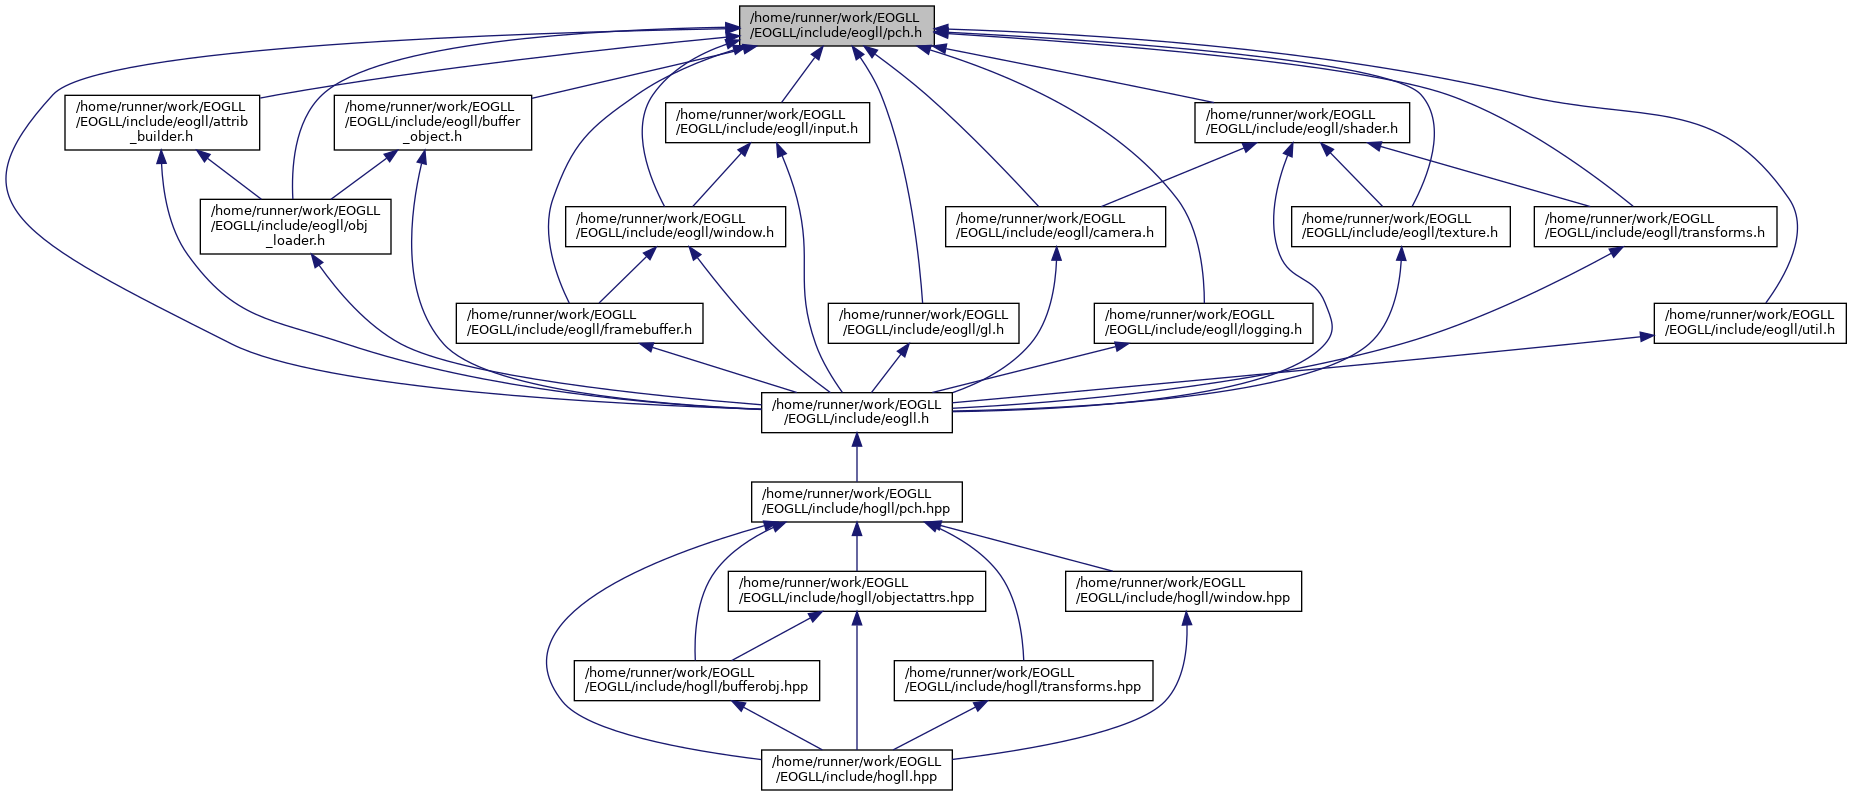 /home/runner/work/EOGLL
/EOGLL/include/eogll/pch.h
/home/runner/work/EOGLL
/EOGLL/include/eogll/attrib
_builder.h
/home/runner/work/EOGLL
/EOGLL/include/eogll/buffer
_object.h
/home/runner/work/EOGLL
/EOGLL/include/eogll/input.h
/home/runner/work/EOGLL
/EOGLL/include/eogll/shader.h
/home/runner/work/EOGLL
/EOGLL/include/eogll/obj
_loader.h
/home/runner/work/EOGLL
/EOGLL/include/eogll/window.h
/home/runner/work/EOGLL
/EOGLL/include/eogll/camera.h
/home/runner/work/EOGLL
/EOGLL/include/eogll/texture.h
/home/runner/work/EOGLL
/EOGLL/include/eogll/transforms.h
/home/runner/work/EOGLL
/EOGLL/include/eogll/framebuffer.h
/home/runner/work/EOGLL
/EOGLL/include/eogll/gl.h
/home/runner/work/EOGLL
/EOGLL/include/eogll/logging.h
/home/runner/work/EOGLL
/EOGLL/include/eogll/util.h
/home/runner/work/EOGLL
/EOGLL/include/eogll.h
/home/runner/work/EOGLL
/EOGLL/include/hogll/pch.hpp
/home/runner/work/EOGLL
/EOGLL/include/hogll/objectattrs.hpp
/home/runner/work/EOGLL
/EOGLL/include/hogll/window.hpp
/home/runner/work/EOGLL
/EOGLL/include/hogll/bufferobj.hpp
/home/runner/work/EOGLL
/EOGLL/include/hogll/transforms.hpp
/home/runner/work/EOGLL
/EOGLL/include/hogll.hpp